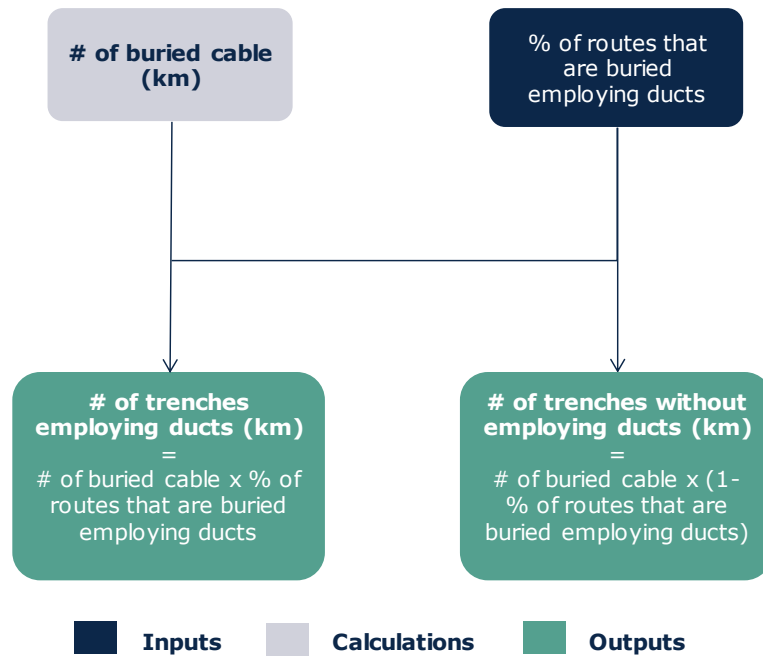 # of buried cable
(km)
% of routes that
are buried
employing ducts
# of trenches
employing ducts (km)
=
# of buried cable x % of
routes that are buried
employing ducts
# of trenches without
employing ducts (km)
=
# of buried cable x (1-
% of routes that are
buried employing ducts)
Inputs
Calculations
Outputs